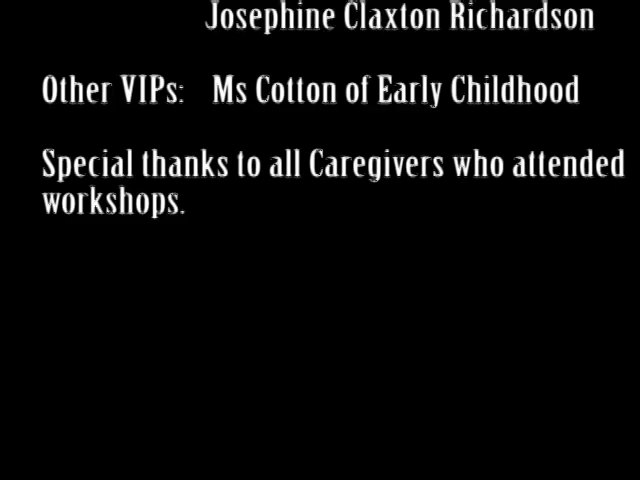 Josephine Claxton Richardson
Other VIPs: Ms Cotton of Early Childhood
Special thanks to all Caregivers who attended
workshops.